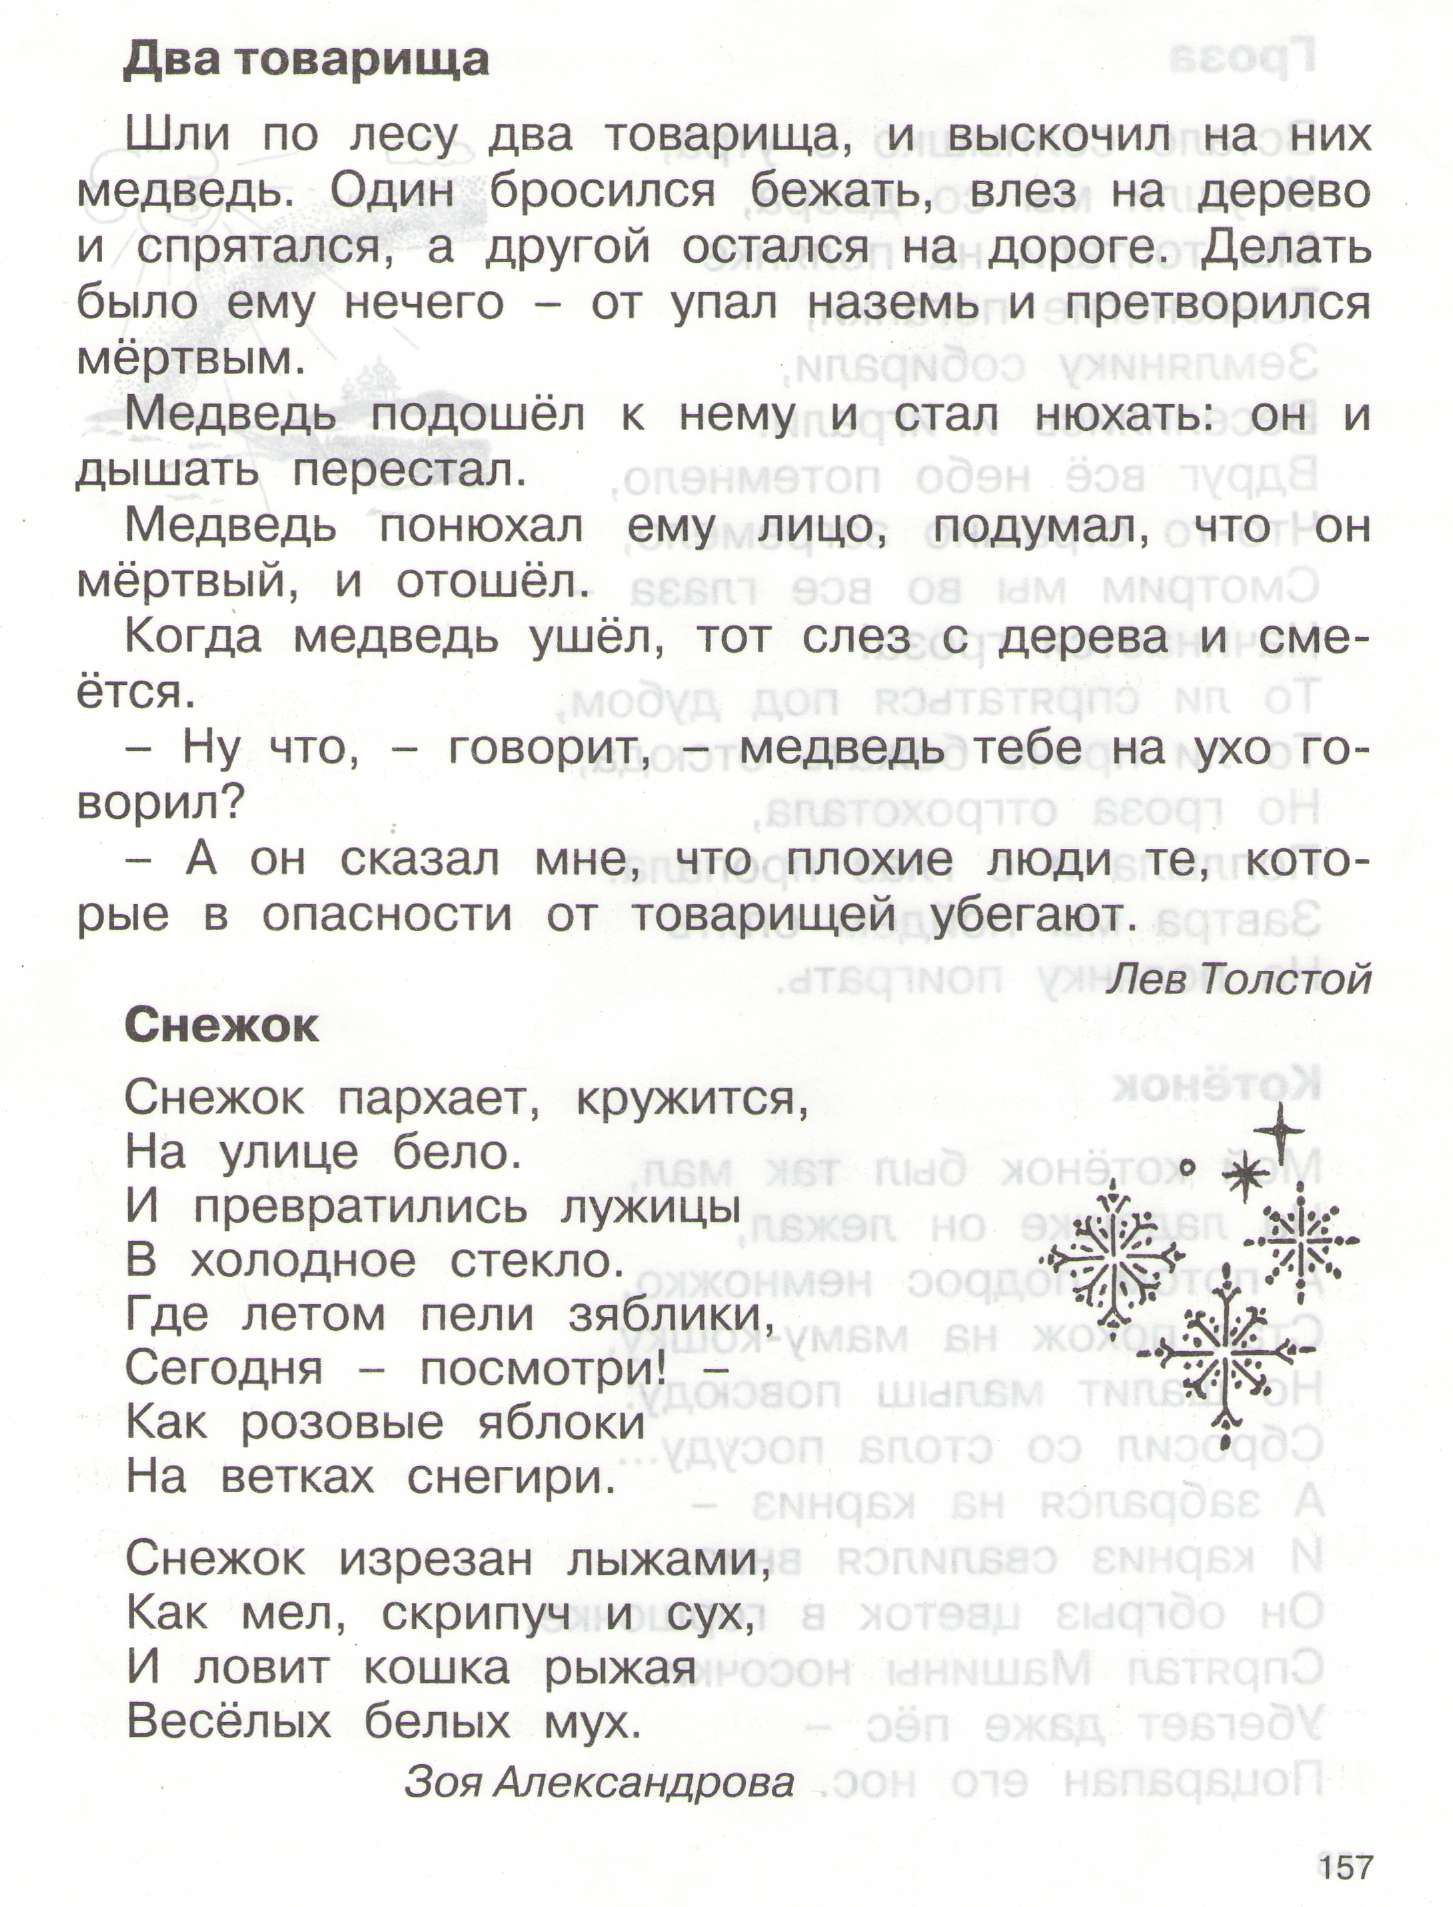 Два товарища
Шли по лесу два товарища, и выскочил на них
медведь. Один бросился бежать, влез на дерево
и спрятался, а другой остался на дороге. Делать
было ему нечего – от упал наземь и претворился
мёртвым.
Медведь подошёл к нему и стал нюхать: он и
дышать перестал.
Медведь понюхал ему лицо, подумал, что он
мёртвый, и отошёл.
Когда медведь ушёл, тот слез с дерева и сме-
ётся.
– Ну что, – говорит, – медведь тебе на ухо го-
ворил?
– А он сказал мне, что плохие люди те, кото-
рые в опасности от товарищей убегают.
Лев Толстой
Снежок
Снежок пархает, кружится,
На улице бело.
И превратились лужицы
В холодное стекло.
Где летом пели зяблики,
Сегодня – посмотри! –
Как розовые яблоки
На ветках снегири.
Снежок изрезан лыжами,
Как мел, скрипуч и сух,
И ловит кошка рыжая
Весёлых белых мух.
Зоя Александрова
157